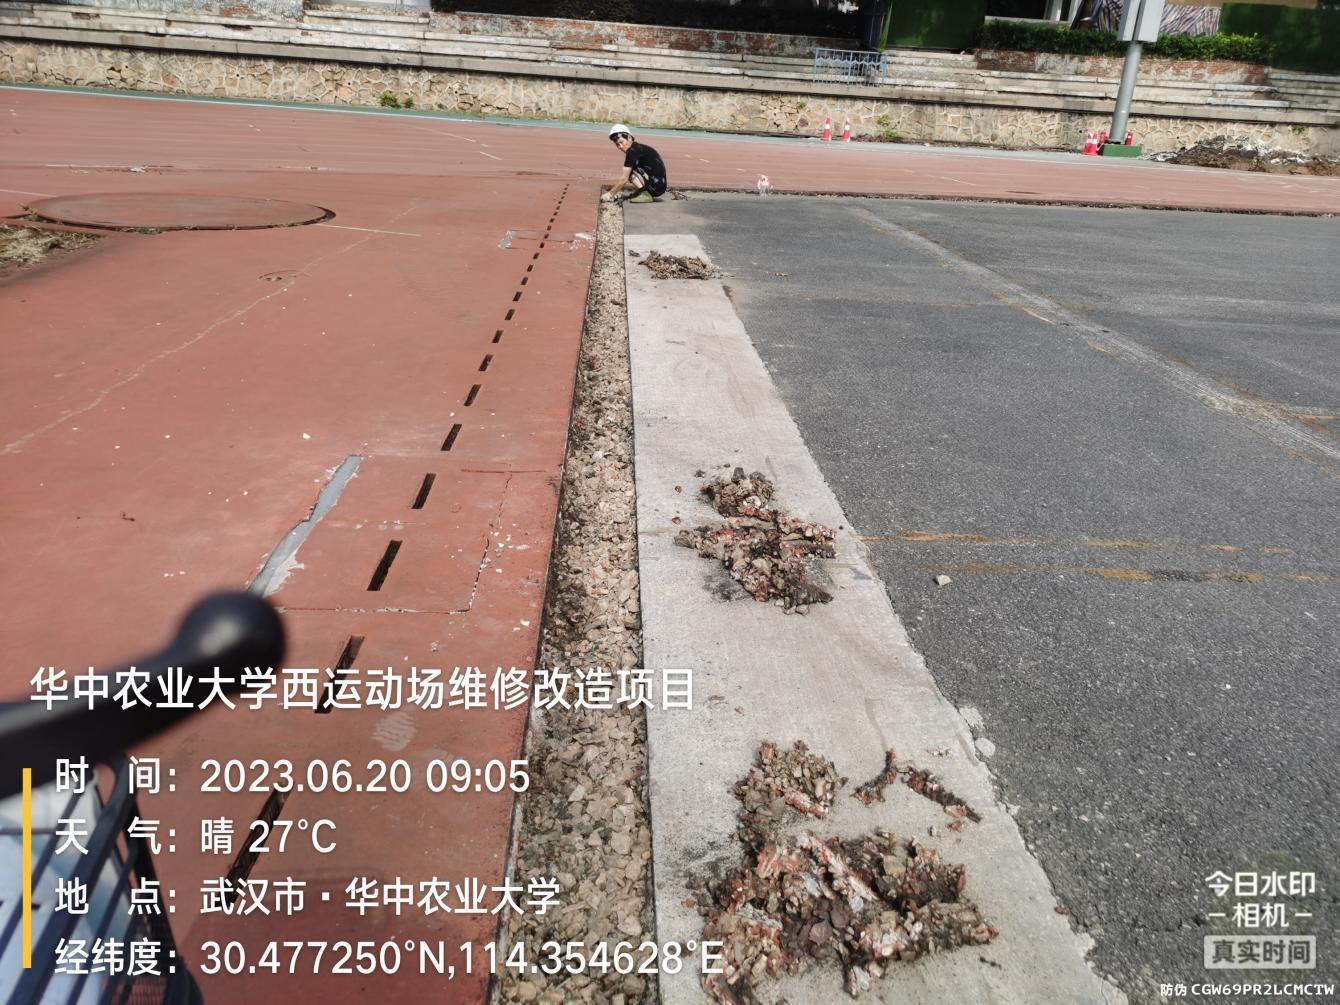 华中农业大学西运动场维修改造项目
时 间：2023.06.20 09:05
天 气：晴 27°C
地 点：武汉市·华中农业大学
经纬度：30.477250°N,114.354628°E
今日水印
相机
真实时间
防伪 CGW69PR2LCMCTW